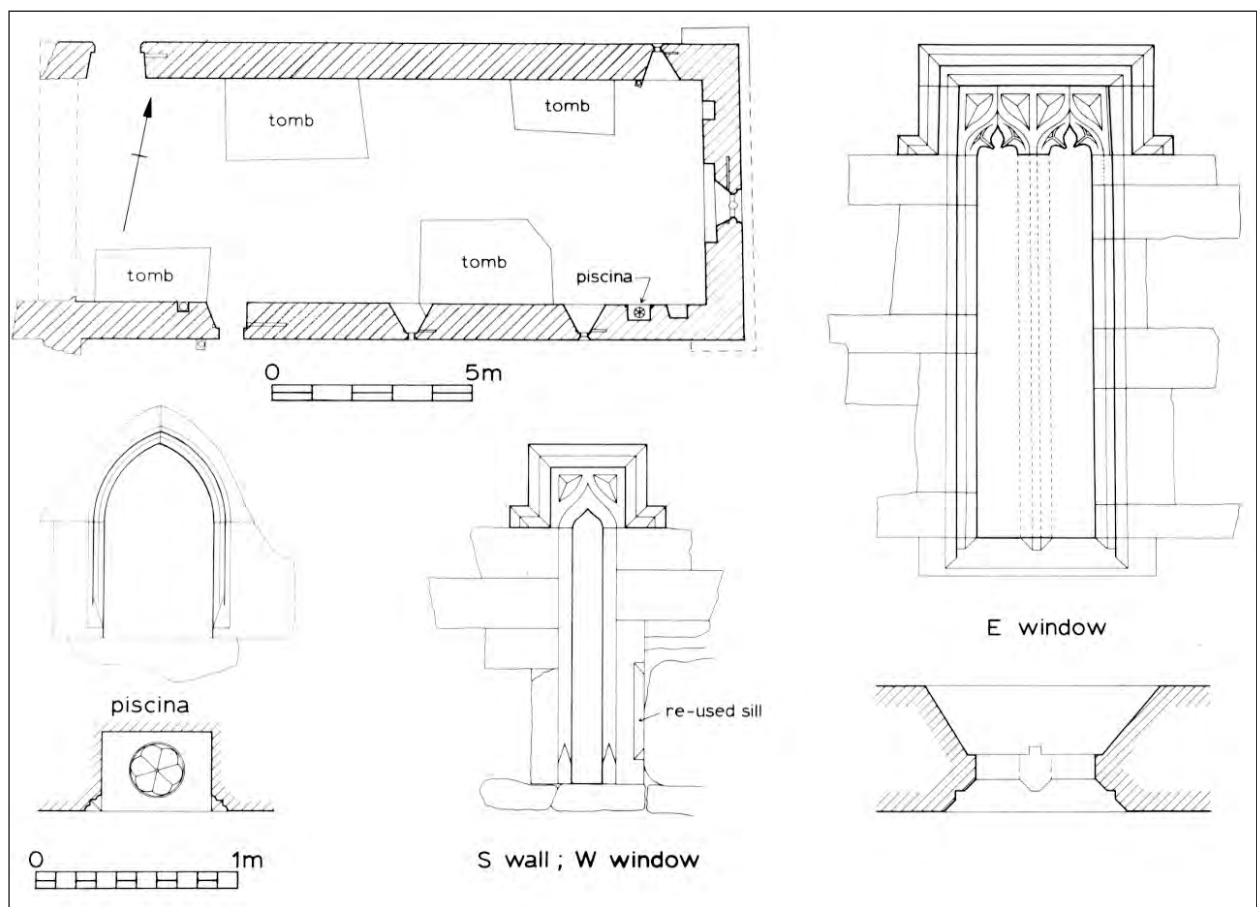 tomb
tomb
tomb
tomb
piscina
0 5m
E window
piscina
re-used sill
0 1m
S wall ; W window